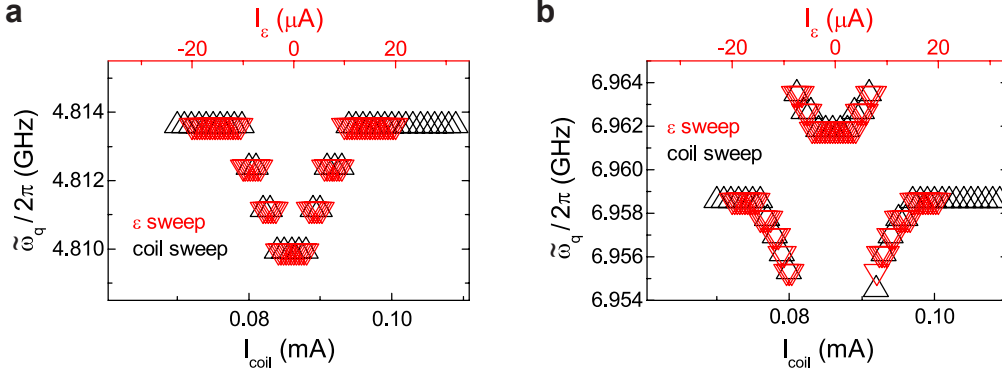 a
I_ε (μA)
-20 0 20
4.814
4.812
4.810
ω̃_q / 2π (GHz)
ε sweep
coil sweep
0.08 0.10
I_coil (mA)
b
I_ε (μA)
-20 0 20
6.964
6.962
6.960
6.958
6.956
6.954
ω̃_q / 2π (GHz)
ε sweep
coil sweep
0.08 0.10
I_coil (mA)